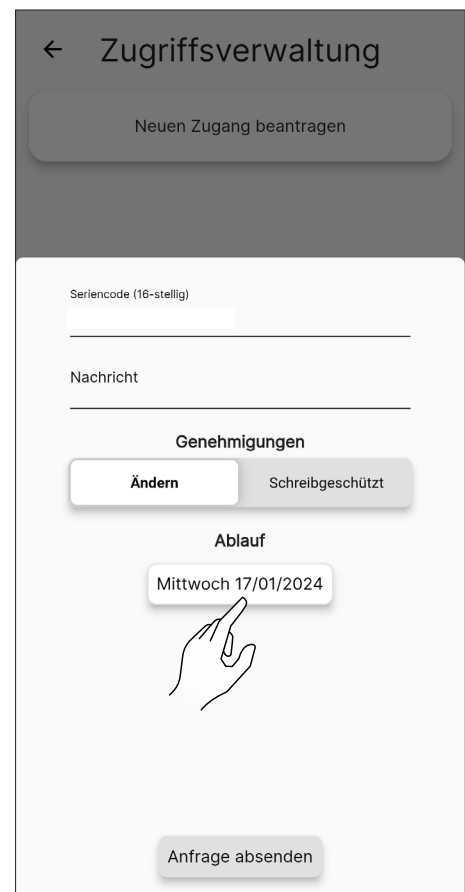 Zugriffsverwaltung
Neuen Zugang beantragen
Seriencode (16-stellig)
Nachricht
Genehmigungen
Ändern Schreibgeschützt
Ablauf
Mittwoch 17/01/2024
Anfrage absenden